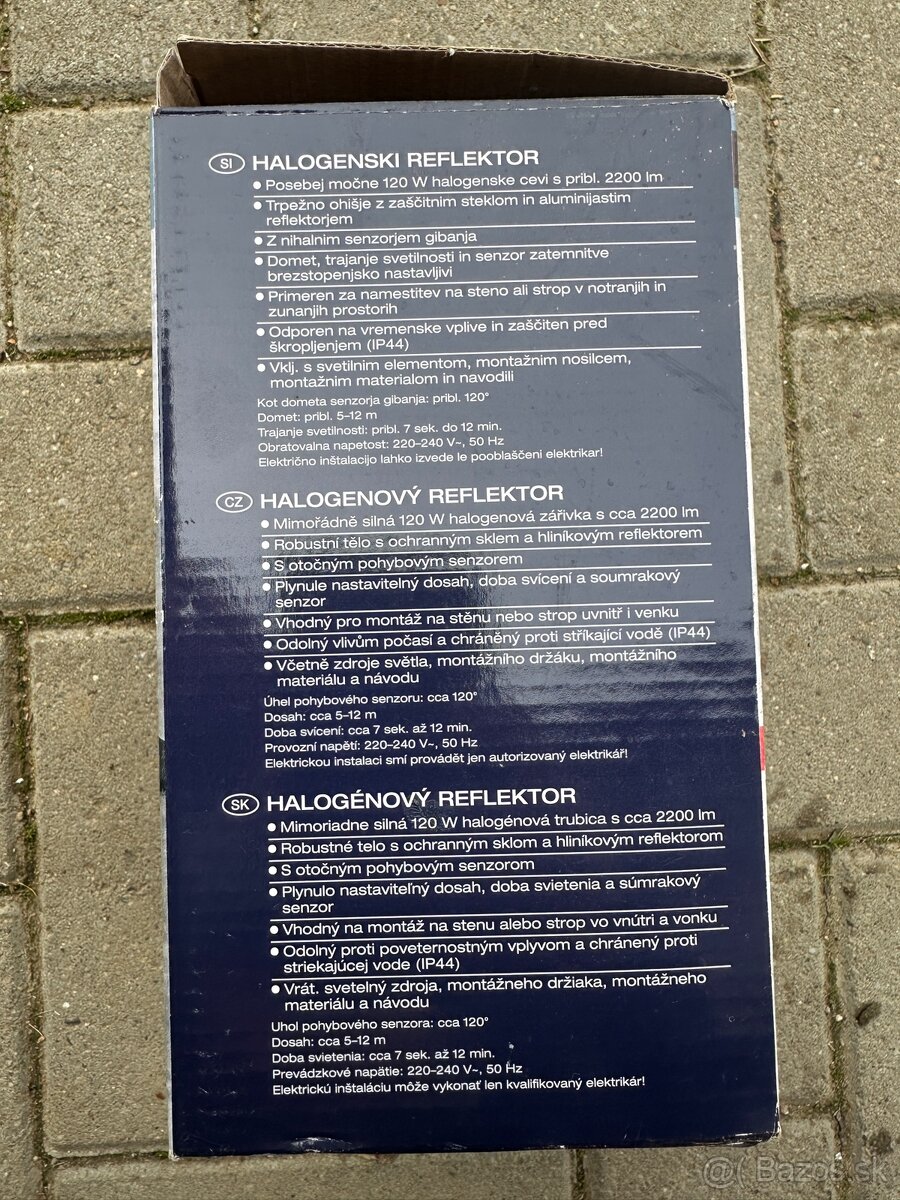 SI HALOGENSKI REFLEKTOR
• Posebej močne 120 W halogenske cevi s pribl. 2200 lm
• Trpežno ohišje z zaščitnim steklom in aluminijastim
reflektorjem
• Z nihalnim senzorjem gibanja
• Domet, trajanje svetilnosti in senzor zatemnitve
brezstopenjsko nastavljivi
• Primeren za namestitev na steno ali strop v notranjih in
zunanjih prostorih
• Odporen na vremenske vplive in zaščiten pred
škropljenjem (IP44)
• Vklj. s svetilnim elementom, montažnim nosilcem,
montažnim materialom in navodili
Kot dometa senzorja gibanja: pribl. 120°
Domet: pribl. 5–12 m
Trajanje svetilnosti: pribl. 7 sek. do 12 min.
Obratovalna napetost: 220–240 V~, 50 Hz
Električno inštalacijo lahko izvede le pooblaščeni elektrikar!
CZ HALOGENOVÝ REFLEKTOR
• Mimořádně silná 120 W halogenová zářivka s cca 2200 lm
• Robustní tělo s ochranným sklem a hliníkovým reflektorem
• S otočným pohybovým senzorem
• Plynule nastavitelný dosah, doba svícení a soumrakový
senzor
• Vhodný pro montáž na stěnu nebo strop uvnitř i venku
• Odolný vlivům počasí a chráněný proti stříkající vodě (IP44)
• Včetně zdroje světla, montážního držáku, montážního
materiálu a návodu
Úhel pohybového senzoru: cca 120°
Dosah: cca 5–12 m
Doba svícení: cca 7 sek. až 12 min.
Provozní napětí: 220–240 V~, 50 Hz
Elektrickou instalaci smí provádět jen autorizovaný elektrikář!
SK HALOGÉNOVÝ REFLEKTOR
• Mimoriadne silná 120 W halogénová trubica s cca 2200 lm
• Robustné telo s ochranným sklom a hliníkovým reflektorom
• S otočným pohybovým senzorom
• Plynulo nastaviteľný dosah, doba svietenia a súmrakový
senzor
• Vhodný na montáž na stenu alebo strop vo vnútri a vonku
• Odolný proti poveternostným vplyvom a chránený proti
striekajúcej vode (IP44)
• Vrát. svetelný zdroja, montážneho držiaka, montážneho
materiálu a návodu
Uhol pohybového senzora: cca 120°
Dosah: cca 5–12 m
Doba svietenia: cca 7 sek. až 12 min.
Prevádzkové napätie: 220–240 V~, 50 Hz
Elektrickú inštaláciu môže vykonať len kvalifikovaný elektrikár!
@( Bazos.sk